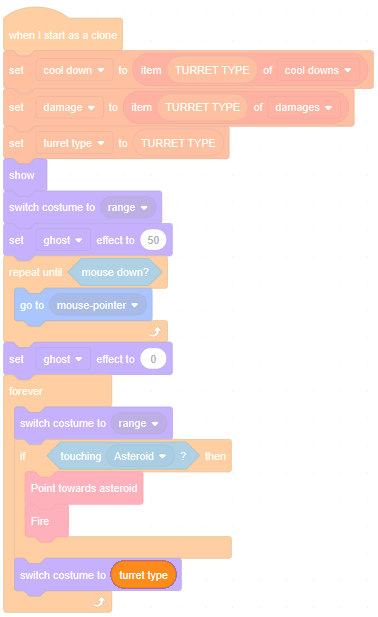 when I start as a clone
set cool down to item TURRET TYPE of cool downs
set damage to item TURRET TYPE of damages
set turret type to TURRET TYPE
show
switch costume to range
set ghost effect to 50
repeat until mouse down?
go to mouse-pointer
set ghost effect to 0
forever
switch costume to range
if touching Asteroid ? then
Point towards asteroid
Fire
switch costume to turret type